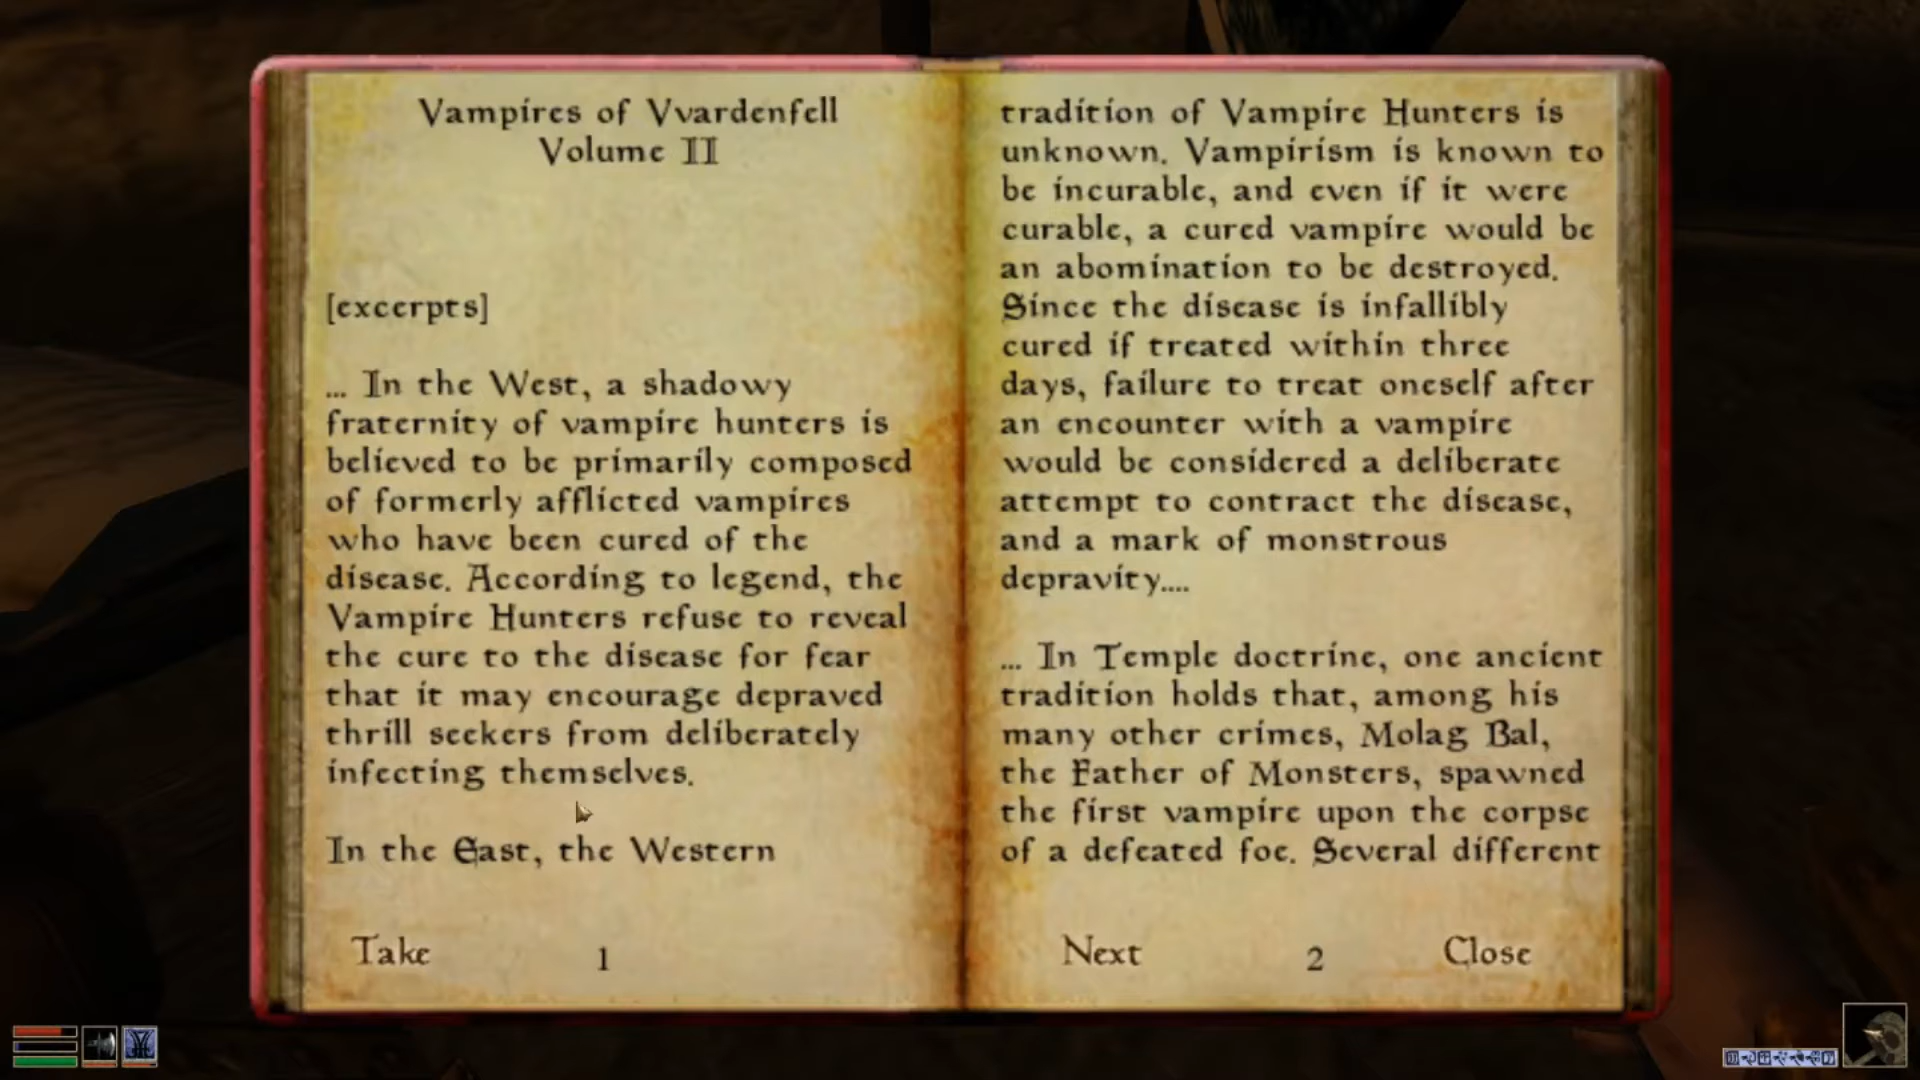 Vampires of Vvardenfell
Volume II
[excerpts]
... In the West, a shadowy
fraternity of vampire hunters is
believed to be primarily composed
of formerly afflicted vampires
who have been cured of the
disease. According to legend, the
Vampire Hunters refuse to reveal
the cure to the disease for fear
that it may encourage depraved
thrill seekers from deliberately
infecting themselves.
In the East, the Western
Take
1
tradition of Vampire Hunters is
unknown. Vampirism is known to
be incurable, and even if it were
curable, a cured vampire would be
an abomination to be destroyed.
Since the disease is infallibly
cured if treated within three
days, failure to treat oneself after
an encounter with a vampire
would be considered a deliberate
attempt to contract the disease,
and a mark of monstrous
depravity....
... In Temple doctrine, one ancient
tradition holds that, among his
many other crimes, Molag Bal,
the Father of Monsters, spawned
the first vampire upon the corpse
of a defeated foe. Several different
Next
2
Close